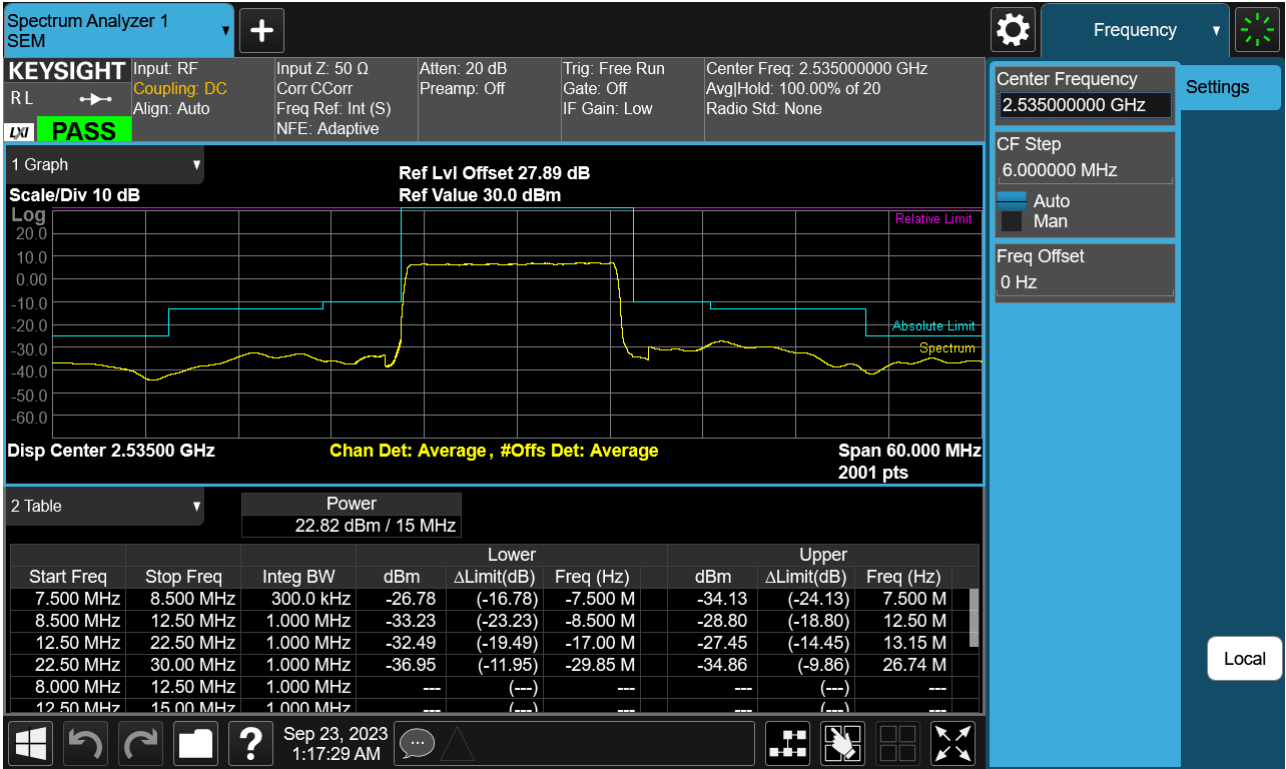 Spectrum Analyzer 1
SEM
+
Frequency
KEYSIGHT
R L
LXI
PASS
Input: RF
Coupling: DC
Align: Auto
Input Z: 50 Ω
Corr CCorr
Freq Ref: Int (S)
NFE: Adaptive
Atten: 20 dB
Preamp: Off
Trig: Free Run
Gate: Off
IF Gain: Low
Center Freq: 2.535000000 GHz
Avg|Hold: 100.00% of 20
Radio Std: None
Center Frequency
2.535000000 GHz
Settings
CF Step
6.000000 MHz
Auto
Man
Freq Offset
0 Hz
1 Graph
Scale/Div 10 dB
Ref Lvl Offset 27.89 dB
Ref Value 30.0 dBm
Log
20.0
10.0
0.00
-10.0
-20.0
-30.0
-40.0
-50.0
-60.0
Relative Limit
Absolute Limit
Spectrum
Disp Center 2.53500 GHz
Chan Det: Average , #Offs Det: Average
Span 60.000 MHz
2001 pts
2 Table
Power
22.82 dBm / 15 MHz
Lower Upper
Start Freq Stop Freq Integ BW dBm ΔLimit(dB) Freq (Hz) dBm ΔLimit(dB) Freq (Hz)
7.500 MHz 8.500 MHz 300.0 kHz -26.78 (-16.78) -7.500 M -34.13 (-24.13) 7.500 M
8.500 MHz 12.50 MHz 1.000 MHz -33.23 (-23.23) -8.500 M -28.80 (-18.80) 12.50 M
12.50 MHz 22.50 MHz 1.000 MHz -32.49 (-19.49) -17.00 M -27.45 (-14.45) 13.15 M
22.50 MHz 30.00 MHz 1.000 MHz -36.95 (-11.95) -29.85 M -34.86 (-9.86) 26.74 M
8.000 MHz 12.50 MHz 1.000 MHz --- (---) --- --- (---) ---
12.50 MHz 15.00 MHz 1.000 MHz --- (---) --- --- (---) ---
Local
?
Sep 23, 2023
1:17:29 AM
...